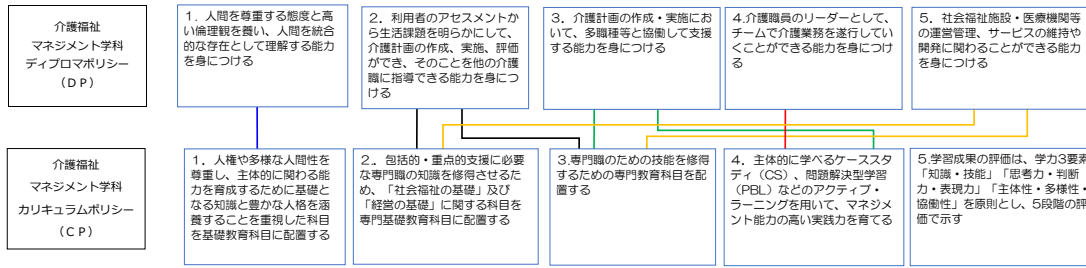 介護福祉
マネジメント学科
ディプロマポリシー
（ＤＰ）
１．人間を尊重する態度と高
い倫理観を養い、人間を統合
的な存在として理解する能力
を身につける
２．利用者のアセスメントか
ら生活課題を明らかにして、
介護計画の作成、実施、評価
ができ、そのことを他の介護
職に指導できる能力を身につ
ける
３．介護計画の作成・実施にお
いて、多職種等と協働して支援
する能力を身につける
４.介護職員のリーダーとして、
チームで介護業務を遂行してい
くことができる能力を身につけ
る
５．社会福祉施設・医療機関等
の運営管理、サービスの維持や
開発に関わることができる能力
を身につける
介護福祉
マネジメント学科
カリキュラムポリシー
（ＣＰ）
１．人権や多様な人間性を
尊重し、主体的に関わる能
力を育成するために基礎と
なる知識と豊かな人格を涵
養することを重視した科目
を基礎教育科目に配置する
２．包括的・重点的支援に必要
な専門職の知識を修得させるた
め、「社会福祉の基礎」及び
「経営の基礎」に関する科目を
専門基礎教育科目に配置する
３.専門職のための技能を修得
するための専門教育科目を配
置する
４．主体的に学べるケーススタ
ディ（CS）、問題解決型学習
（PBL）などのアクティブ・
ラーニングを用いて、マネジメ
ント能力の高い実践力を育てる
５.学習成果の評価は、学力3要素
「知識・技能」「思考力・判断
力・表現力」「主体性・多様性・
協働性」を原則とし、5段階の評
価で示す